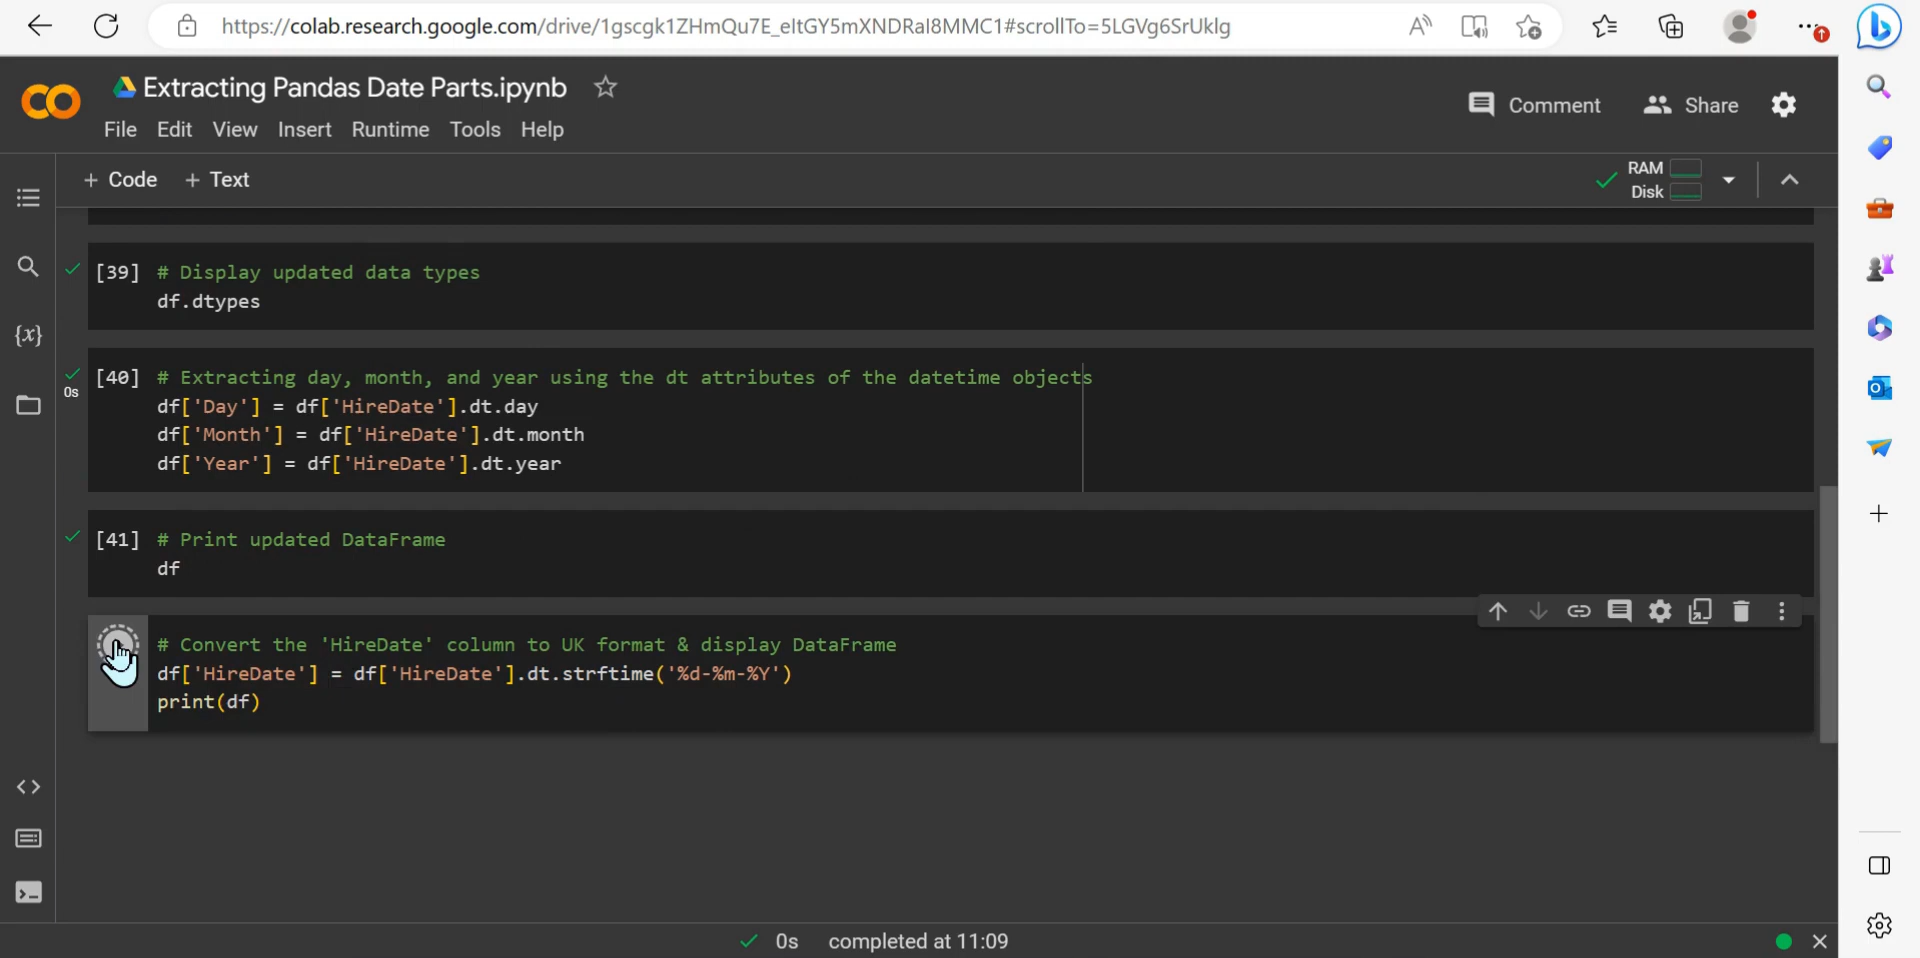 https://colab.research.google.com/drive/1gscgk1ZHmQu7E_eItGY5mXNDRaI8MMC1#scrollTo=5LGVg6SrUkIg
Extracting Pandas Date Parts.ipynb
Comment
Share
File Edit View Insert Runtime Tools Help
+ Code + Text
RAM
Disk
[39] # Display updated data types
df.dtypes
[40] # Extracting day, month, and year using the dt attributes of the datetime objects
0s
df['Day'] = df['HireDate'].dt.day
df['Month'] = df['HireDate'].dt.month
df['Year'] = df['HireDate'].dt.year
[41] # Print updated DataFrame
df
# Convert the 'HireDate' column to UK format & display DataFrame
df['HireDate'] = df['HireDate'].dt.strftime('%d-%m-%Y')
print(df)
0s completed at 11:09